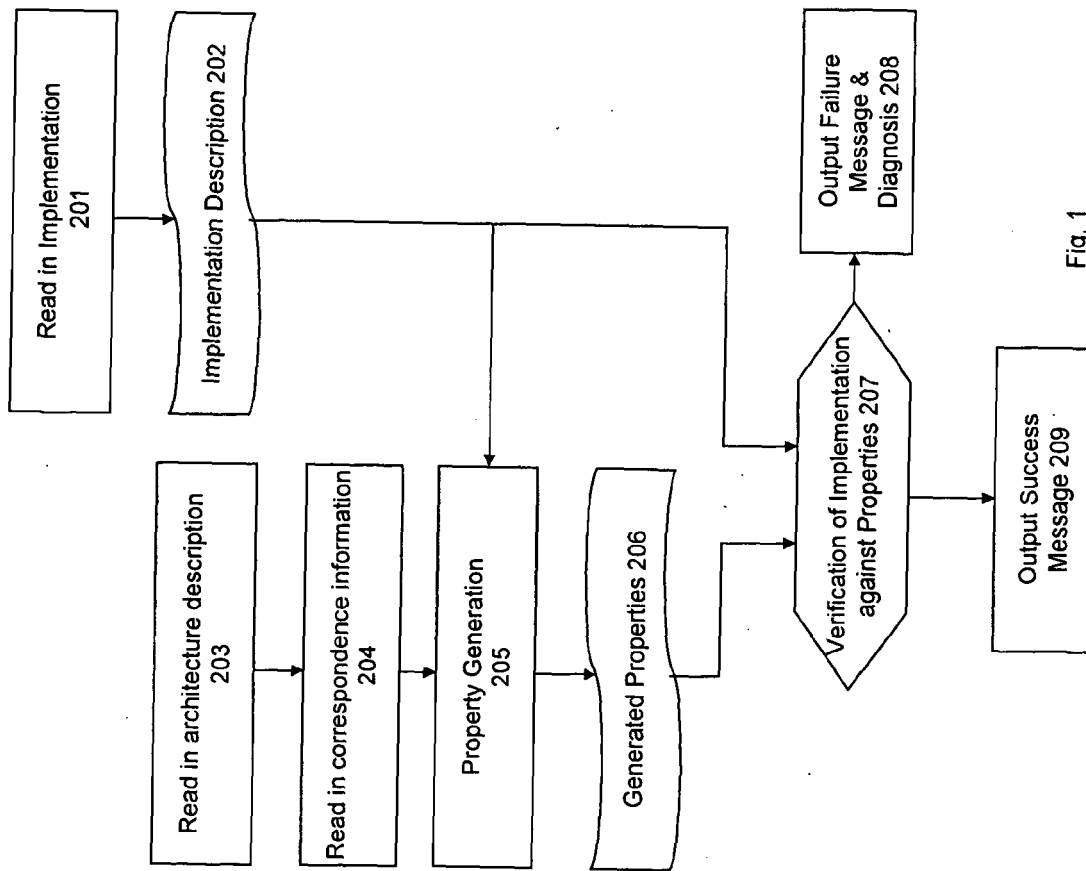 Read in Implementation
201
Implementation Description 202
Read in architecture description
203
Read in correspondence information
204
Property Generation
205
Generated Properties 206
Verification of Implementation
against Properties 207
Output Failure
Message &
Diagnosis 208
Output Success
Message 209
Fig. 1